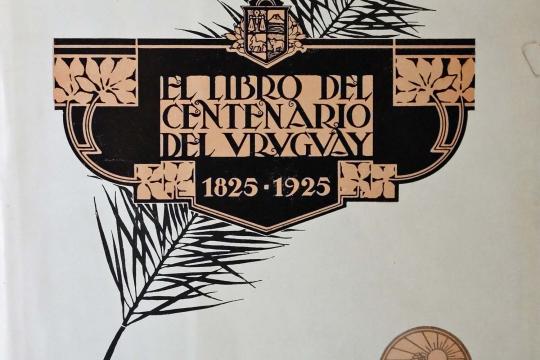 EL LIBRO DEL
CENTENARIO
DEL VRVGVAY
1825 · 1925